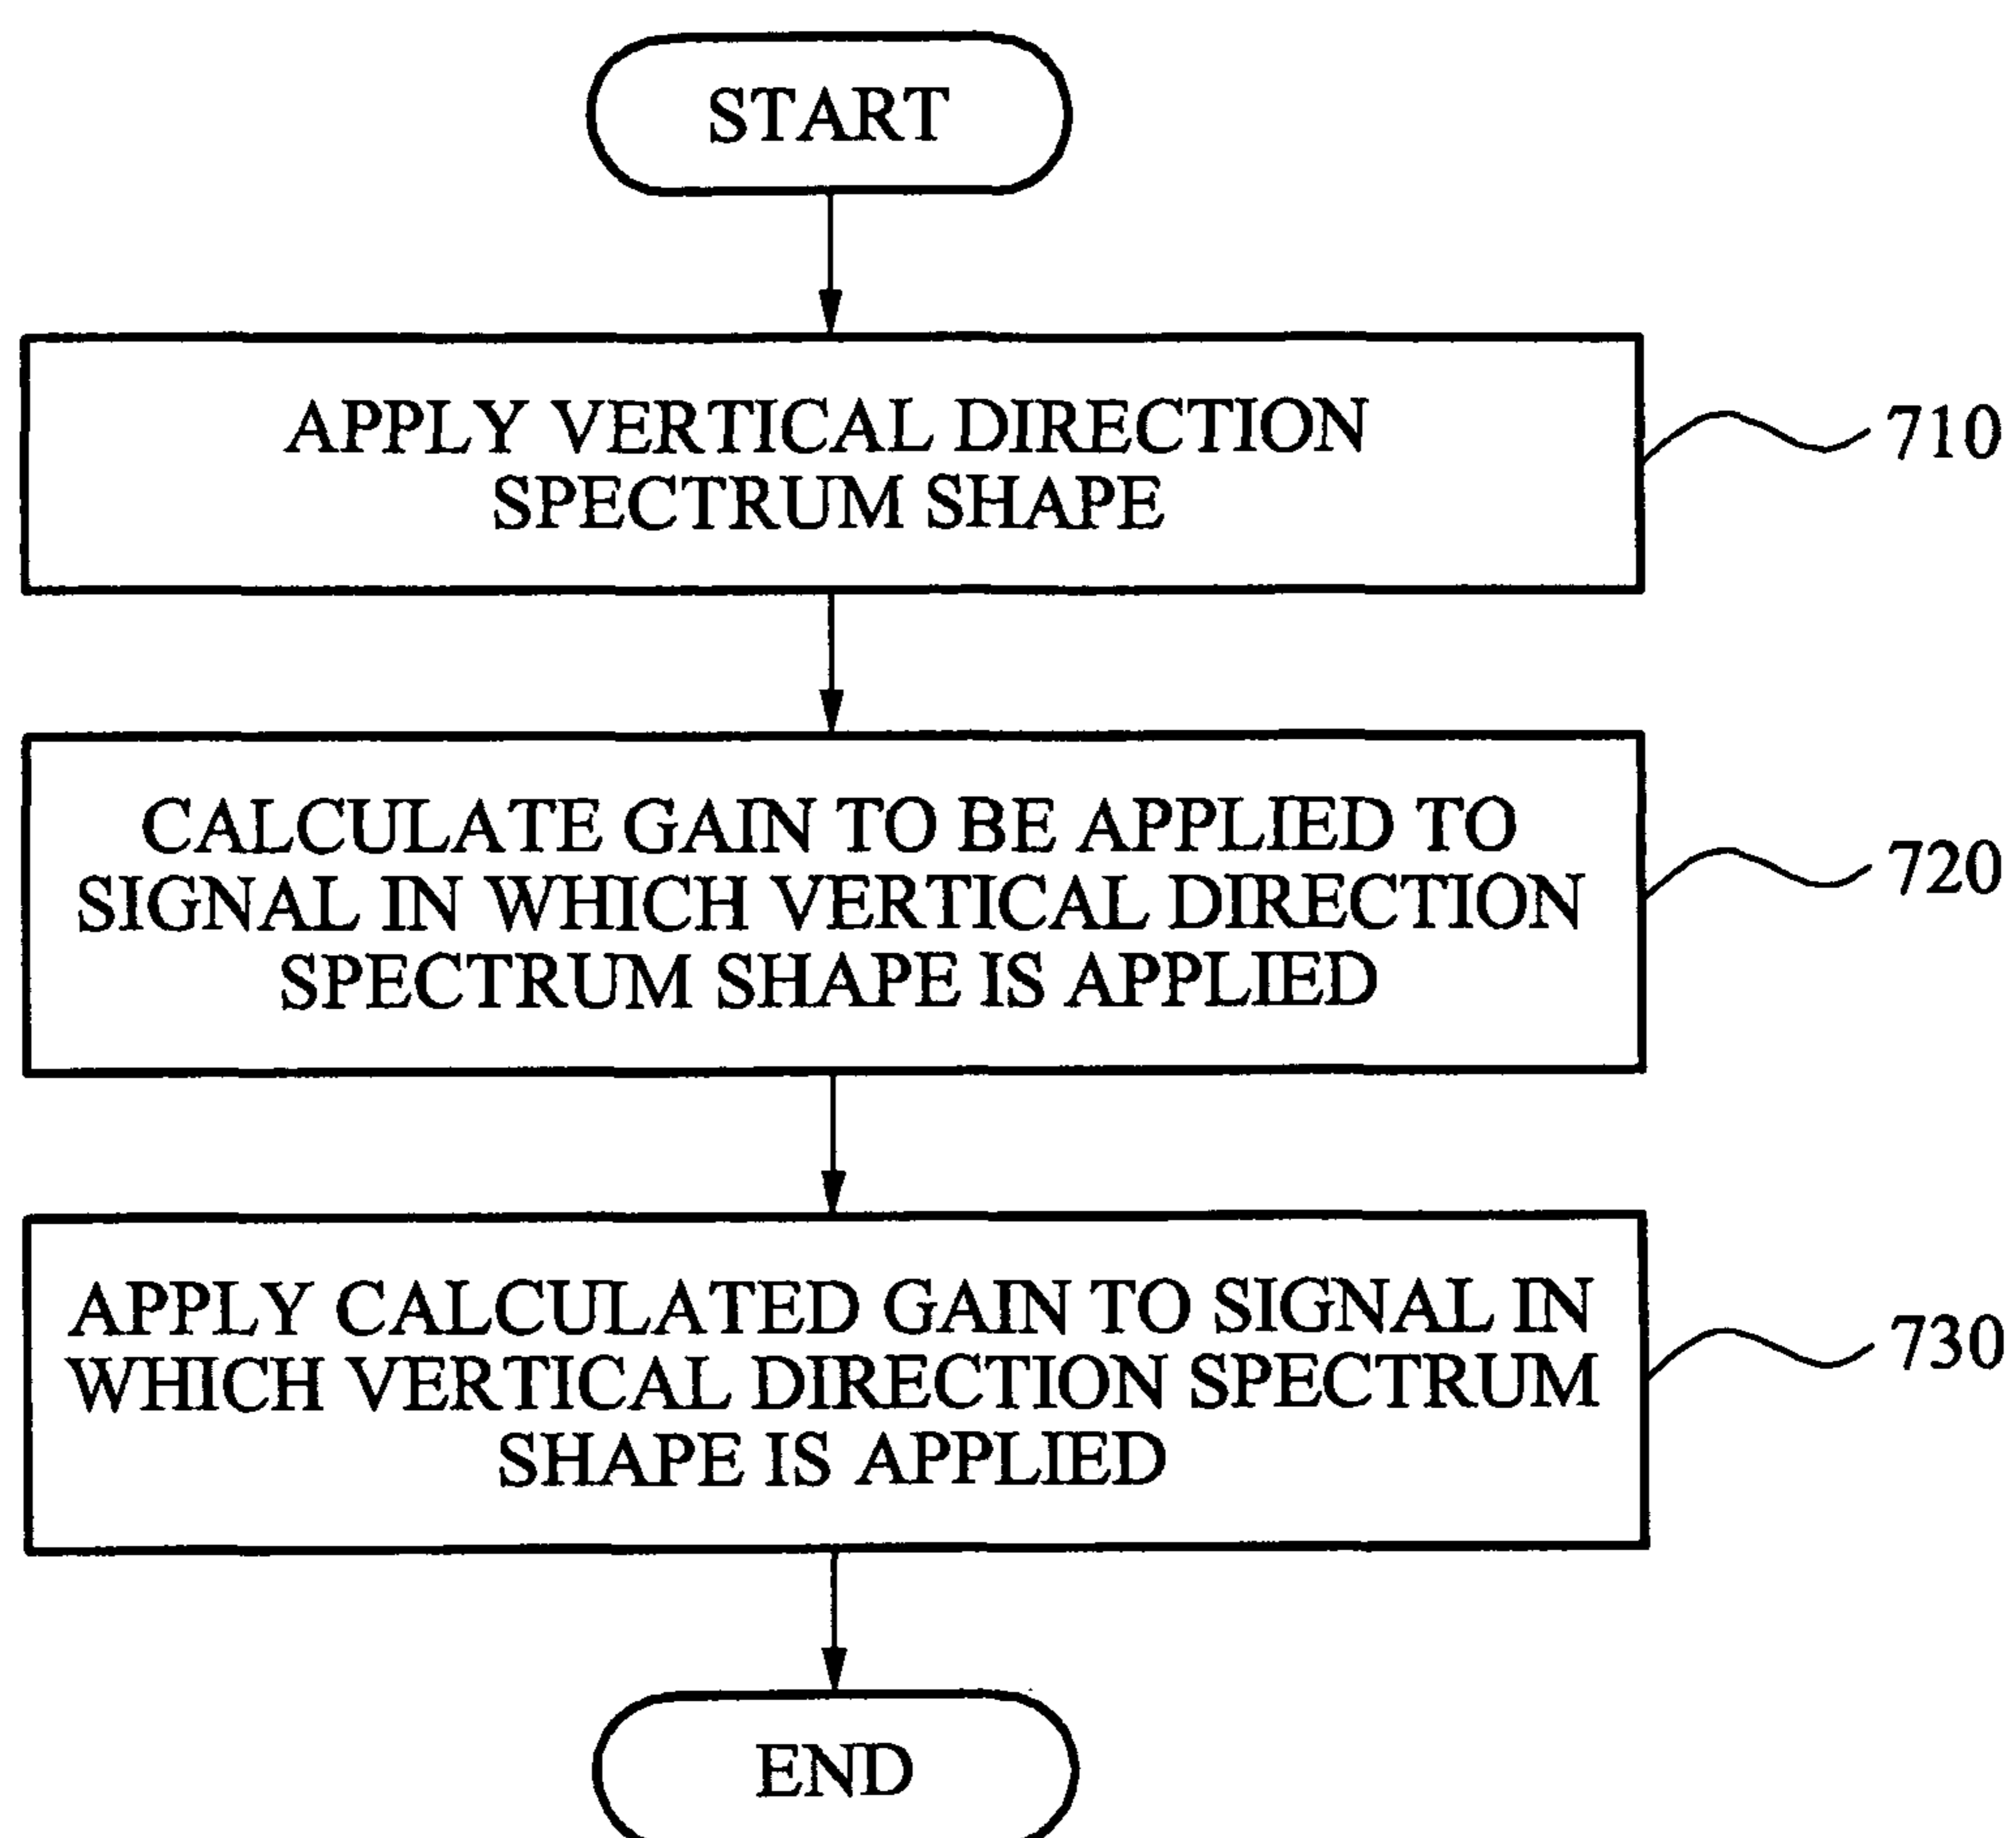 START
APPLY VERTICAL DIRECTION
SPECTRUM SHAPE
710
CALCULATE GAIN TO BE APPLIED TO
SIGNAL IN WHICH VERTICAL DIRECTION
SPECTRUM SHAPE IS APPLIED
720
APPLY CALCULATED GAIN TO SIGNAL IN
WHICH VERTICAL DIRECTION SPECTRUM
SHAPE IS APPLIED
730
END